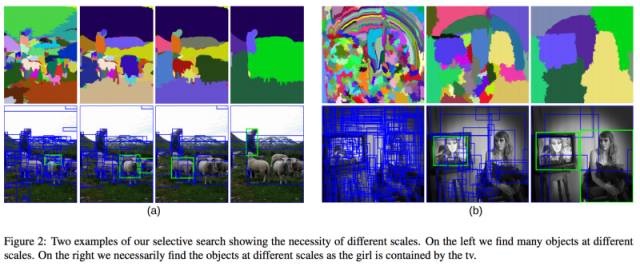 (a)
(b)
Figure 2: Two examples of our selective search showing the necessity of different scales. On the left we find many objects at different
scales. On the right we necessarily find the objects at different scales as the girl is contained by the tv.